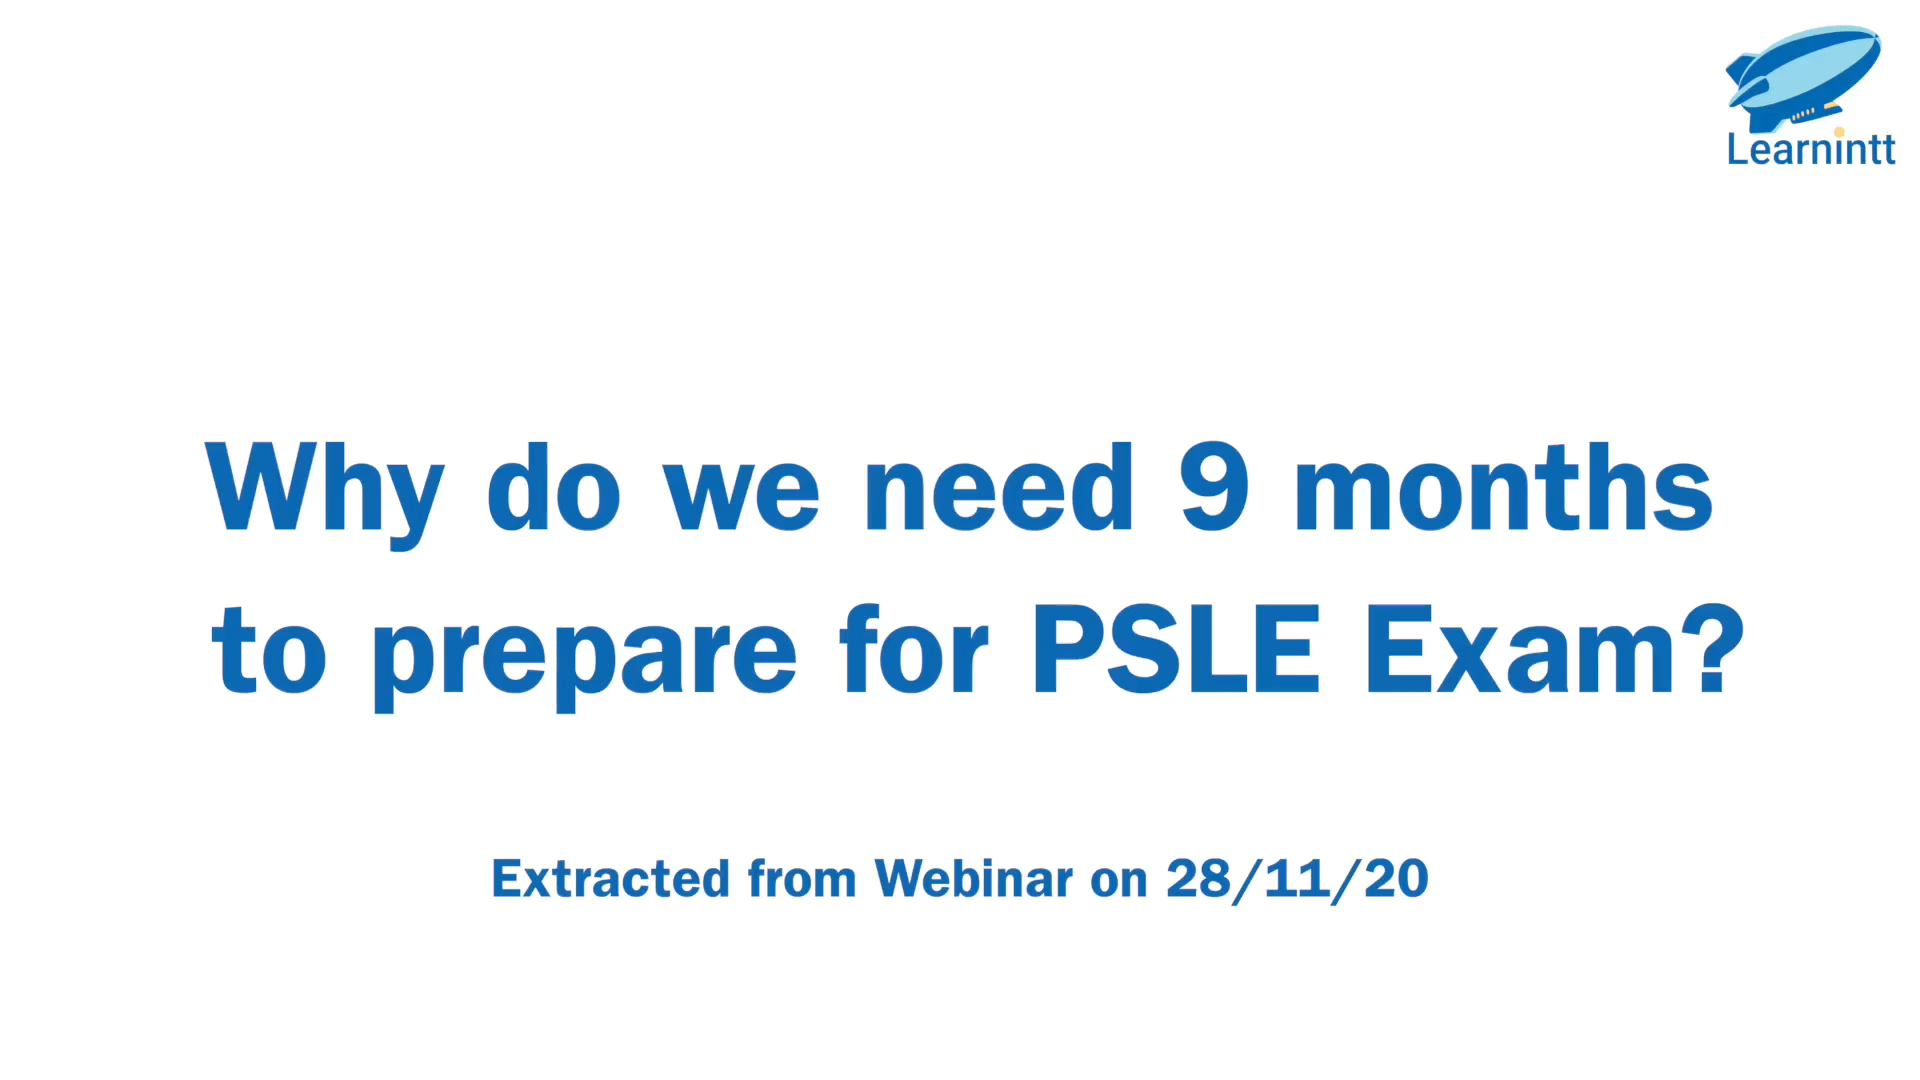 Learnintt
Why do we need 9 months
to prepare for PSLE Exam?
Extracted from Webinar on 28/11/20